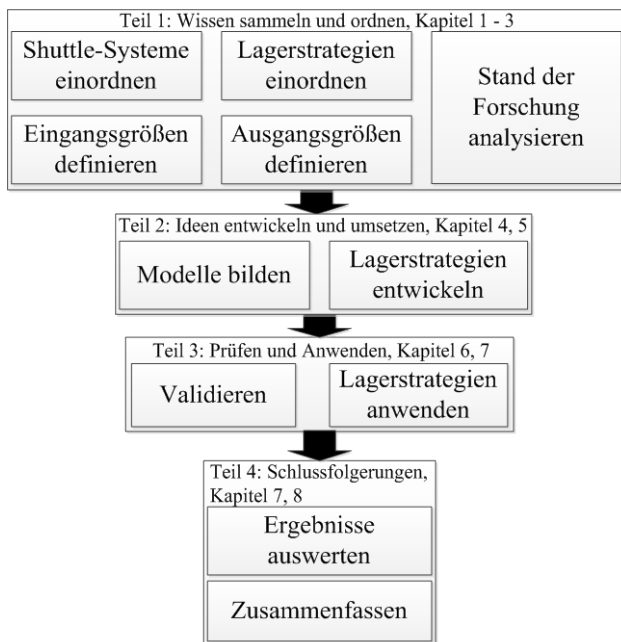 Teil 1: Wissen sammeln und ordnen, Kapitel 1 - 3
Shuttle-Systeme
einordnen
Lagerstrategien
einordnen
Stand der
Forschung
analysieren
Eingangsgrößen
definieren
Ausgangsgrößen
definieren
Teil 2: Ideen entwickeln und umsetzen, Kapitel 4, 5
Modelle bilden
Lagerstrategien
entwickeln
Teil 3: Prüfen und Anwenden, Kapitel 6, 7
Validieren
Lagerstrategien
anwenden
Teil 4: Schlussfolgerungen,
Kapitel 7, 8
Ergebnisse
auswerten
Zusammenfassen